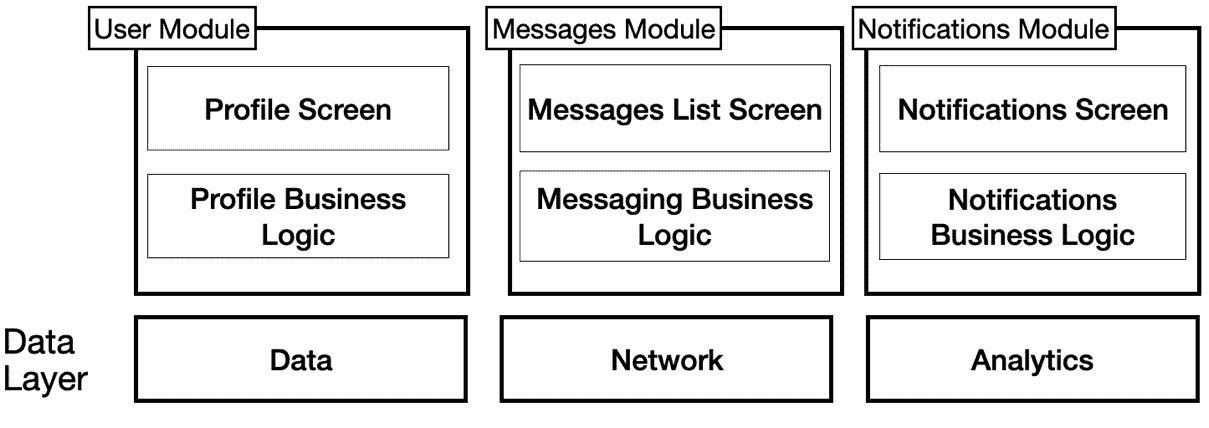 User Module
Profile Screen
Profile Business
Logic
Messages Module
Messages List Screen
Messaging Business
Logic
Notifications Module
Notifications Screen
Notifications
Business Logic
Data
Layer
Data
Network
Analytics